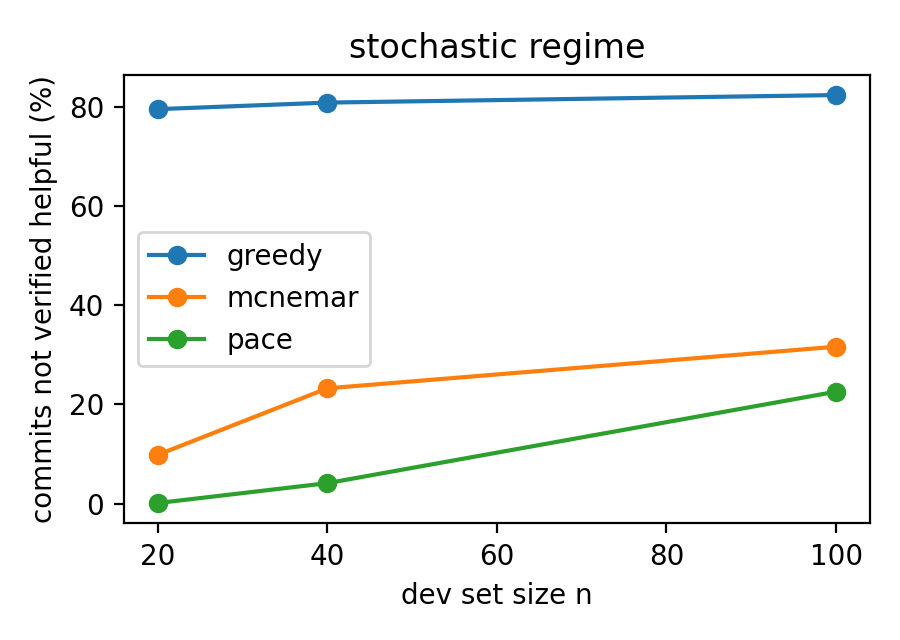 stochastic regime
commits not verified helpful (%)
80
60
40
20
0
greedy
mcnemar
pace
20 40 60 80 100
dev set size n